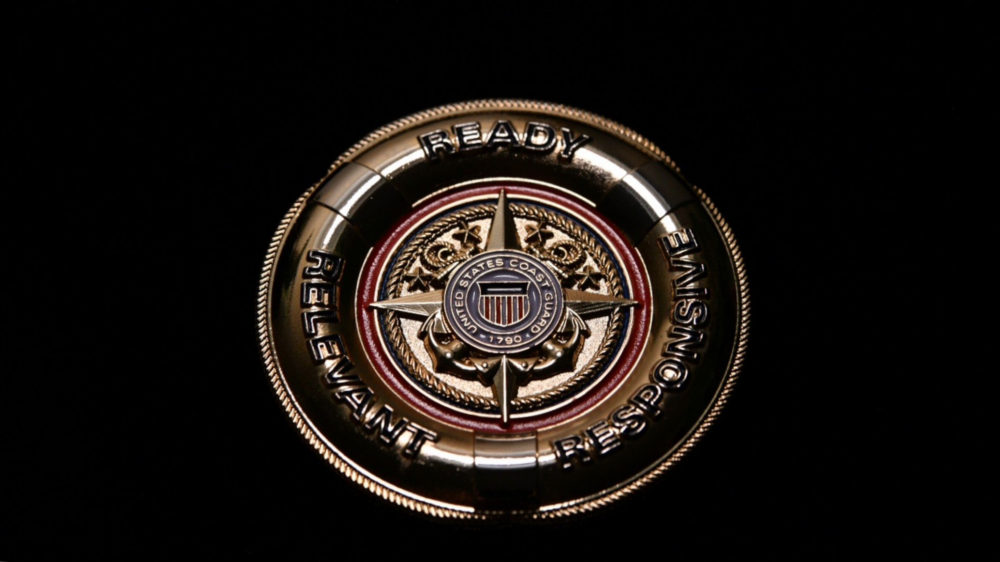 READY
RELEVANT
RESPONSIVE
UNITED STATES COAST GUARD
1790